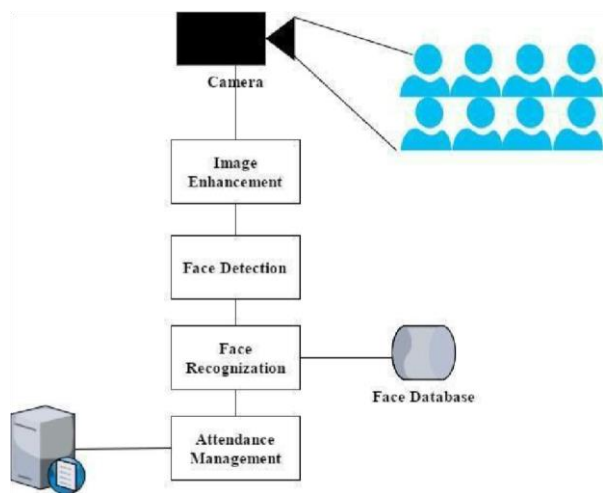 Camera
Image
Enhancement
Face Detection
Face
Recognization
Face Database
Attendance
Management